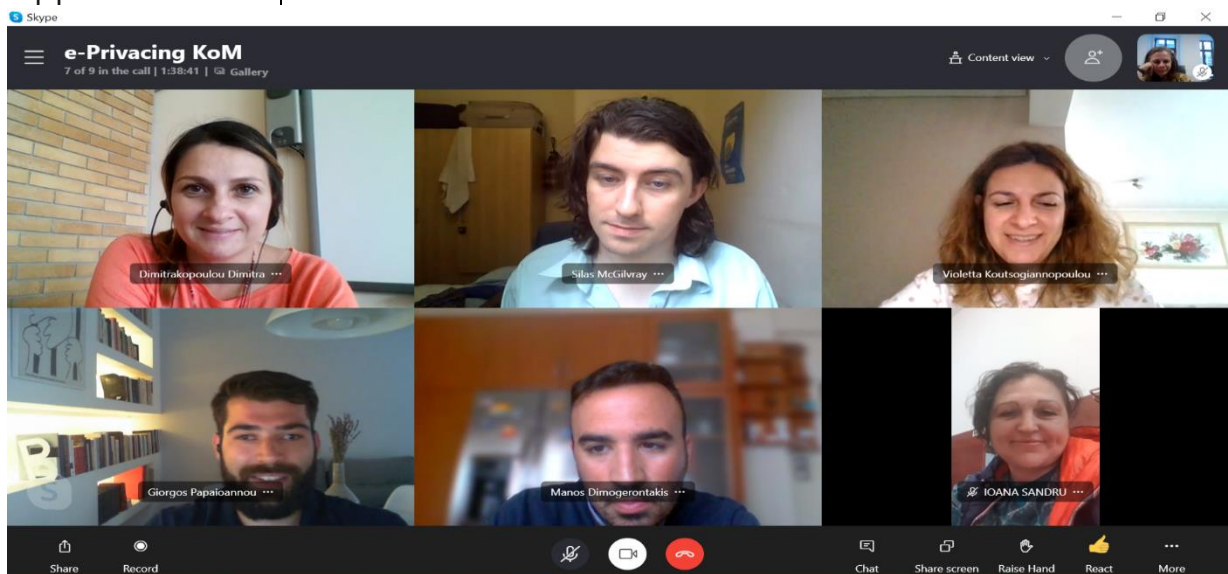 Skype
e-Privacing KoM
7 of 9 in the call | 1:38:41 | Gallery
Content view
Dimitrakopoulou Dimitra ...
Silas McGilvray ...
Violetta Koutsogiannopoulou ...
Giorgos Papaioannou ...
Manos Dimogerontakis ...
IOANA SANDRU ...
Share
Record
Chat
Share screen
Raise Hand
React
More